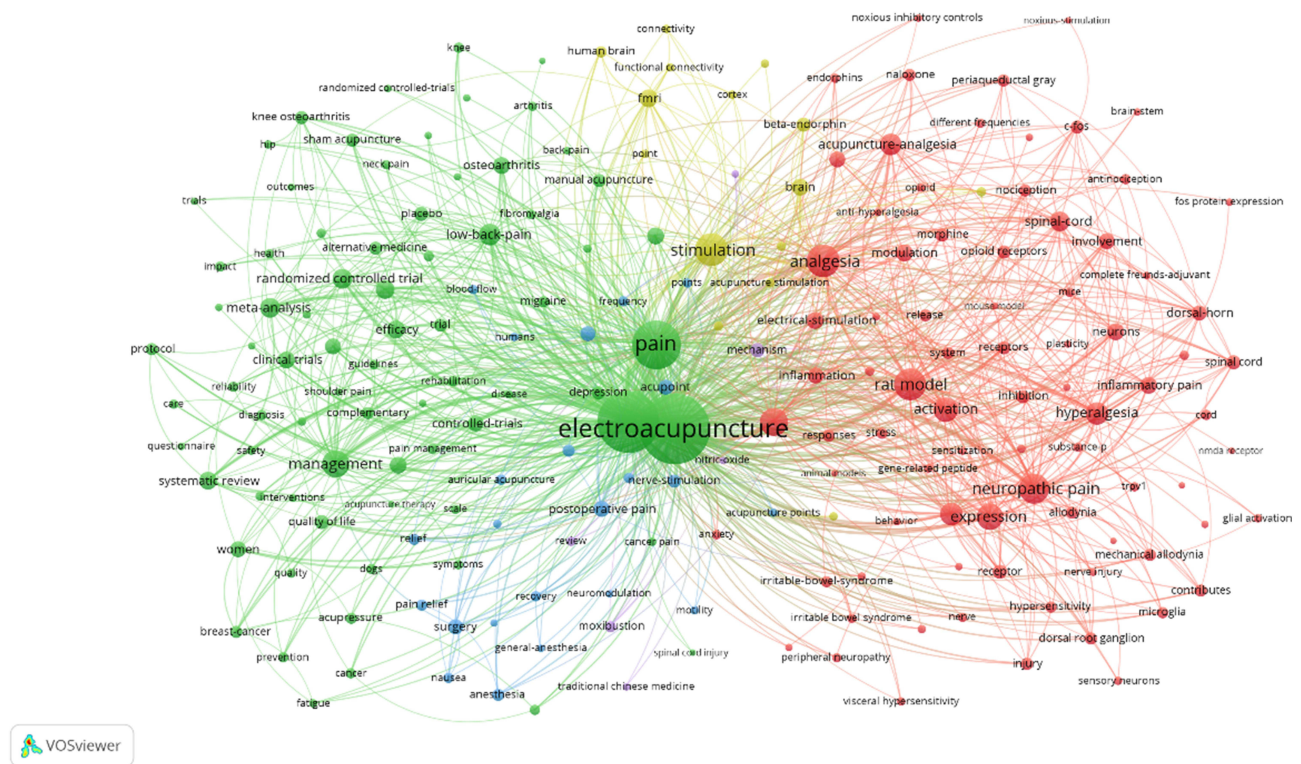 connectivity
noxious inhibitory controls
noxious-stimulation
knee
human brain
functional connectivity
endorphins
naloxone
periaqueductal gray
randomized controlled-trials
arthritis
fmri
cortex
brain-stem
knee osteoarthritis
beta-endorphin
different frequencies
c-fos
hip
sham acupuncture
back-pain
point
acupuncture-analgesia
neck pain
osteoarthritis
manual acupuncture
brain
opioid
nociception
antinociception
outcomes
trials
placebo
fibromyalgia
anti-hyperalgesia
fos protein expression
low-back-pain
morphine
spinal-cord
health
alternative medicine
stimulation
analgesia
modulation
opioid receptors
involvement
impact
randomized controlled trial
blood-flow
points
acupuncture stimulation
complete freunds-adjuvant
meta-analysis
migraine
frequency
mice
mouse model
dorsal-horn
efficacy
trial
humans
electrical-stimulation
release
neurons
protocol
clinical trials
guidelines
pain
mechanism
system
receptors
plasticity
spinal cord
reliability
shoulder pain
rehabilitation
depression
acupoint
inflammation
rat model
inhibition
inflammatory pain
care
diagnosis
complementary
disease
activation
hyperalgesia
cord
questionnaire
safety
controlled-trials
electroacupuncture
responses
stress
substance-p
nmda receptor
management
pain management
nitric-oxide
sensitization
systematic review
auricular acupuncture
nerve-stimulation
animal models
gene-related peptide
neuropathic pain
trpv1
interventions
acupuncture therapy
scale
postoperative pain
acupuncture points
behavior
expression
allodynia
glial activation
quality of life
relief
review
cancer pain
anxiety
women
mechanical allodynia
quality
dogs
symptoms
irritable-bowel-syndrome
receptor
nerve injury
contributes
pain relief
recovery
neuromodulation
motility
hypersensitivity
microglia
breast-cancer
acupressure
surgery
moxibustion
irritable bowel syndrome
nerve
dorsal root ganglion
prevention
general-anesthesia
spinal cord injury
peripheral neuropathy
injury
cancer
nausea
traditional chinese medicine
sensory neurons
fatigue
anesthesia
visceral hypersensitivity
VOSviewer